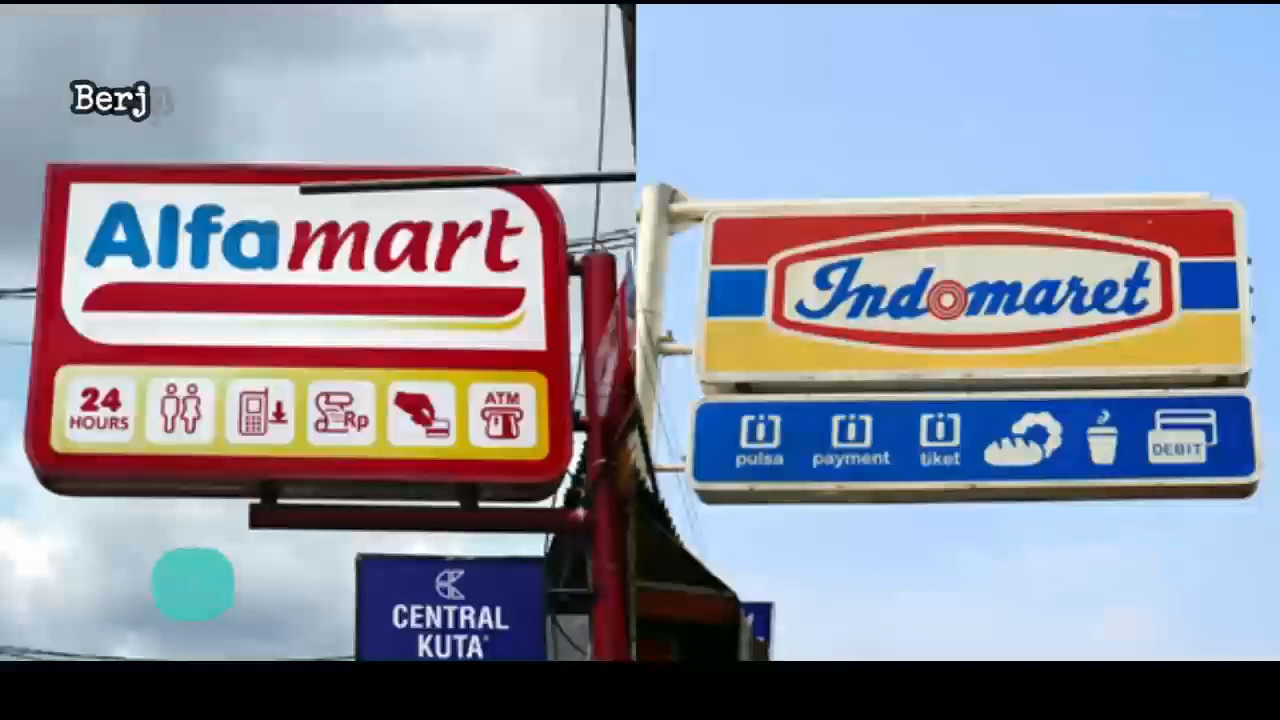 Berj
Alfamart
24
HOURS
Rp
ATM
CENTRAL
KUTA
Indomaret
pulsa payment tiket DEBIT